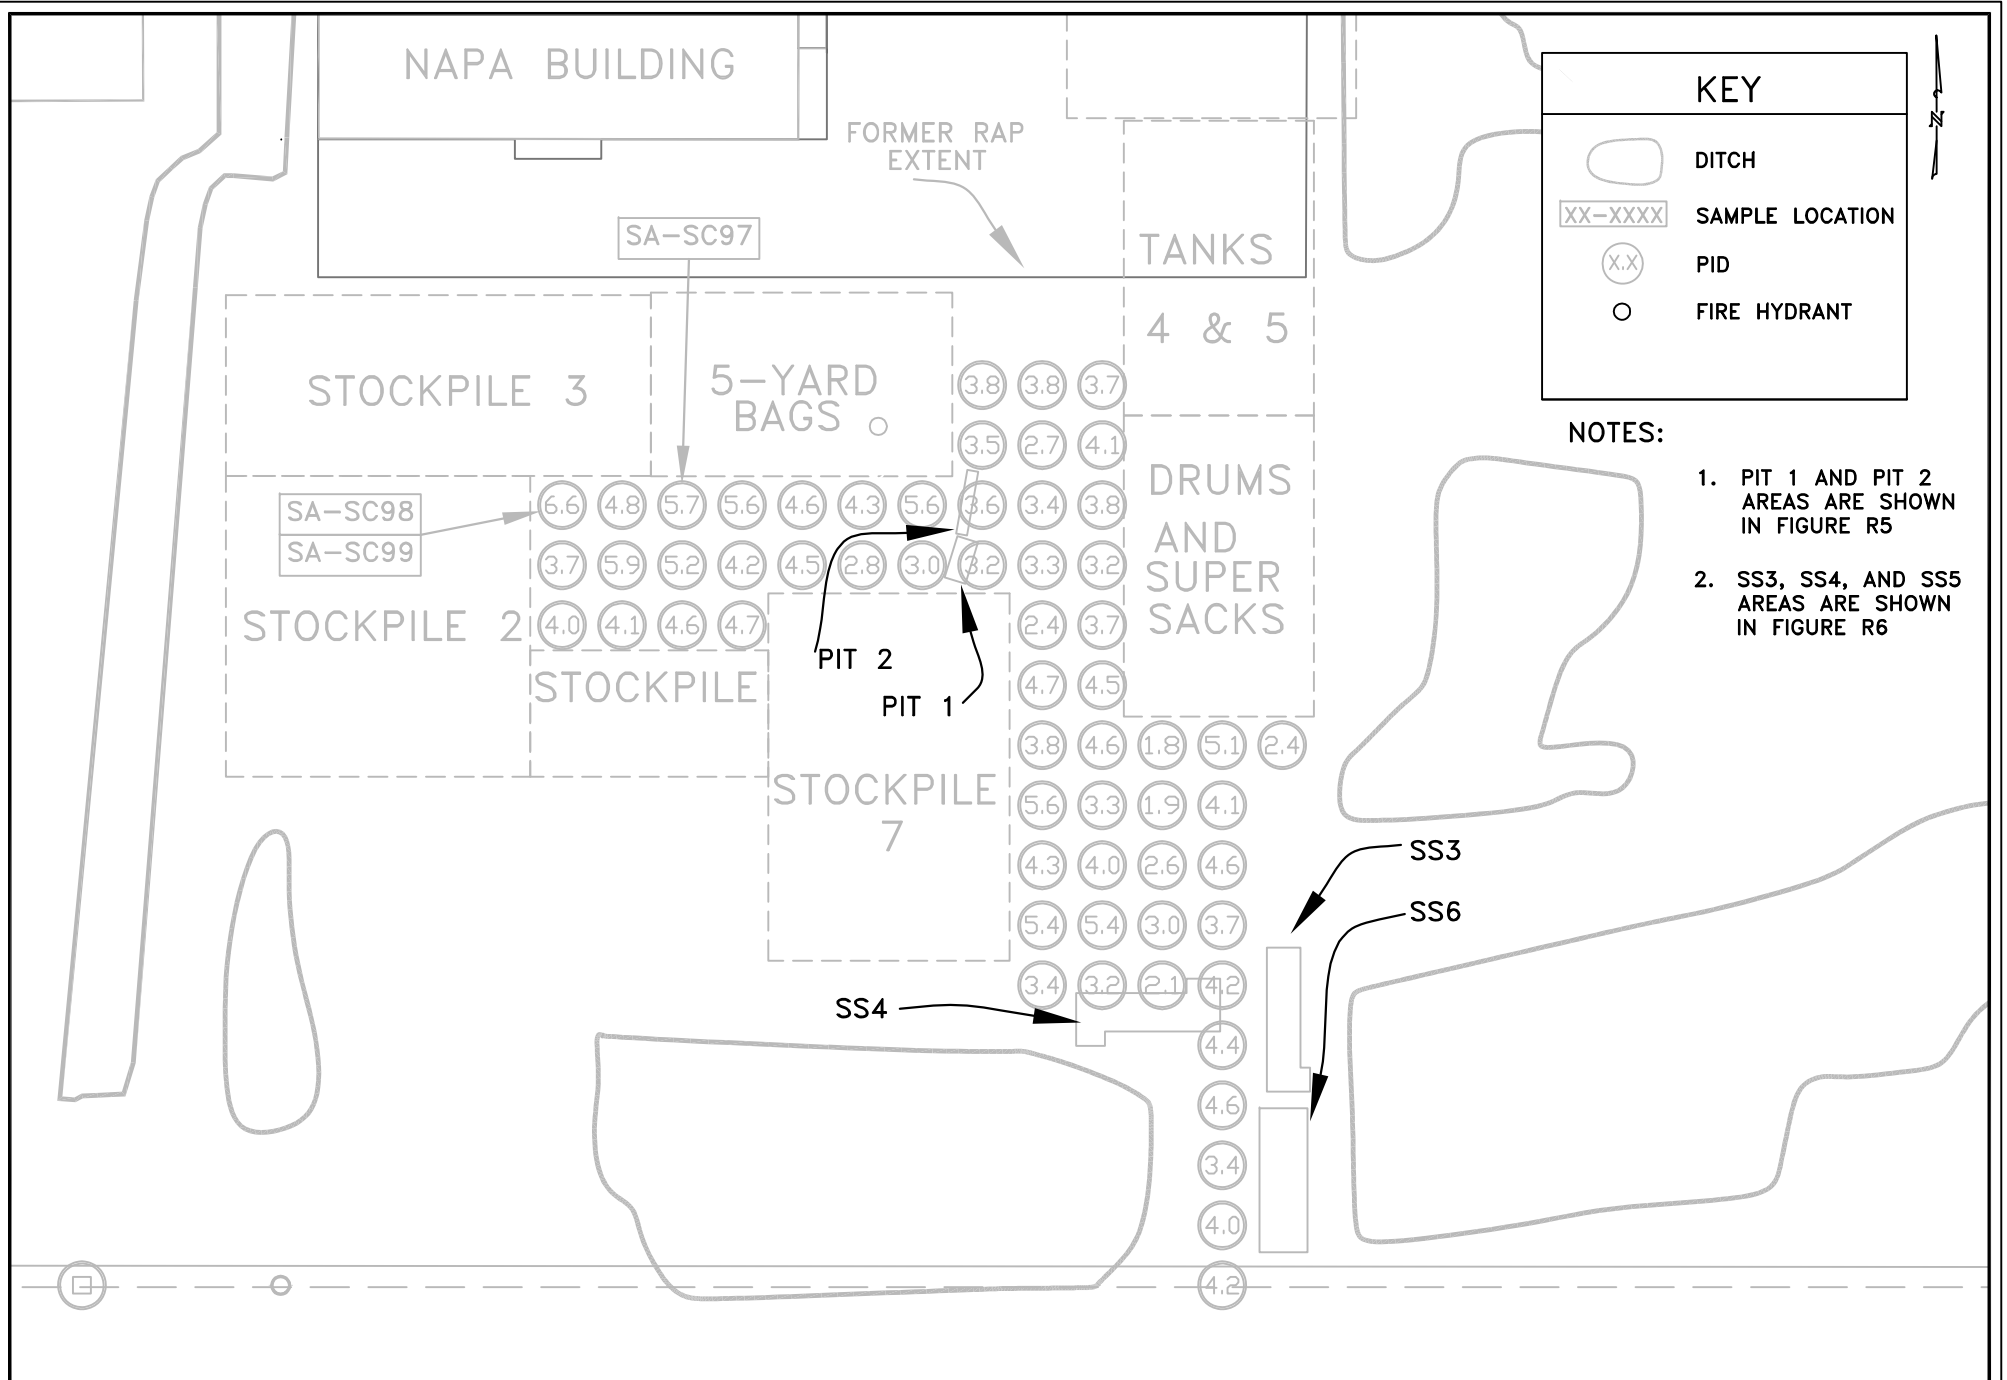 NAPA BUILDING
FORMER RAP
EXTENT
SA-SC97
TANKS
4 & 5
STOCKPILE 3
5-YARD
BAGS
3.8 3.8 3.7
3.5 2.7 4.1
DRUMS
AND
SUPER
SACKS
SA-SC98
SA-SC99
6.6 4.8 5.7 5.6 4.6 4.3 5.6 3.6 3.4 3.8
3.7 5.9 5.2 4.2 4.5 2.8 3.0 3.2 3.3 3.2
STOCKPILE 2
4.0 4.1 4.6 4.7
2.4 3.7
PIT 2
STOCKPILE
4.7 4.5
PIT 1
3.8 4.6 1.8 5.1 2.4
STOCKPILE
7
5.6 3.3 1.9 4.1
4.3 4.0 2.6 4.6
SS3
5.4 5.4 3.0 3.7
SS6
3.4 3.2 2.1 4.2
SS4
4.4
4.6
3.4
4.0
4.2
KEY
DITCH
XX-XXXX SAMPLE LOCATION
X.X PID
FIRE HYDRANT
N
NOTES:
1. PIT 1 AND PIT 2
AREAS ARE SHOWN
IN FIGURE R5
2. SS3, SS4, AND SS5
AREAS ARE SHOWN
IN FIGURE R6